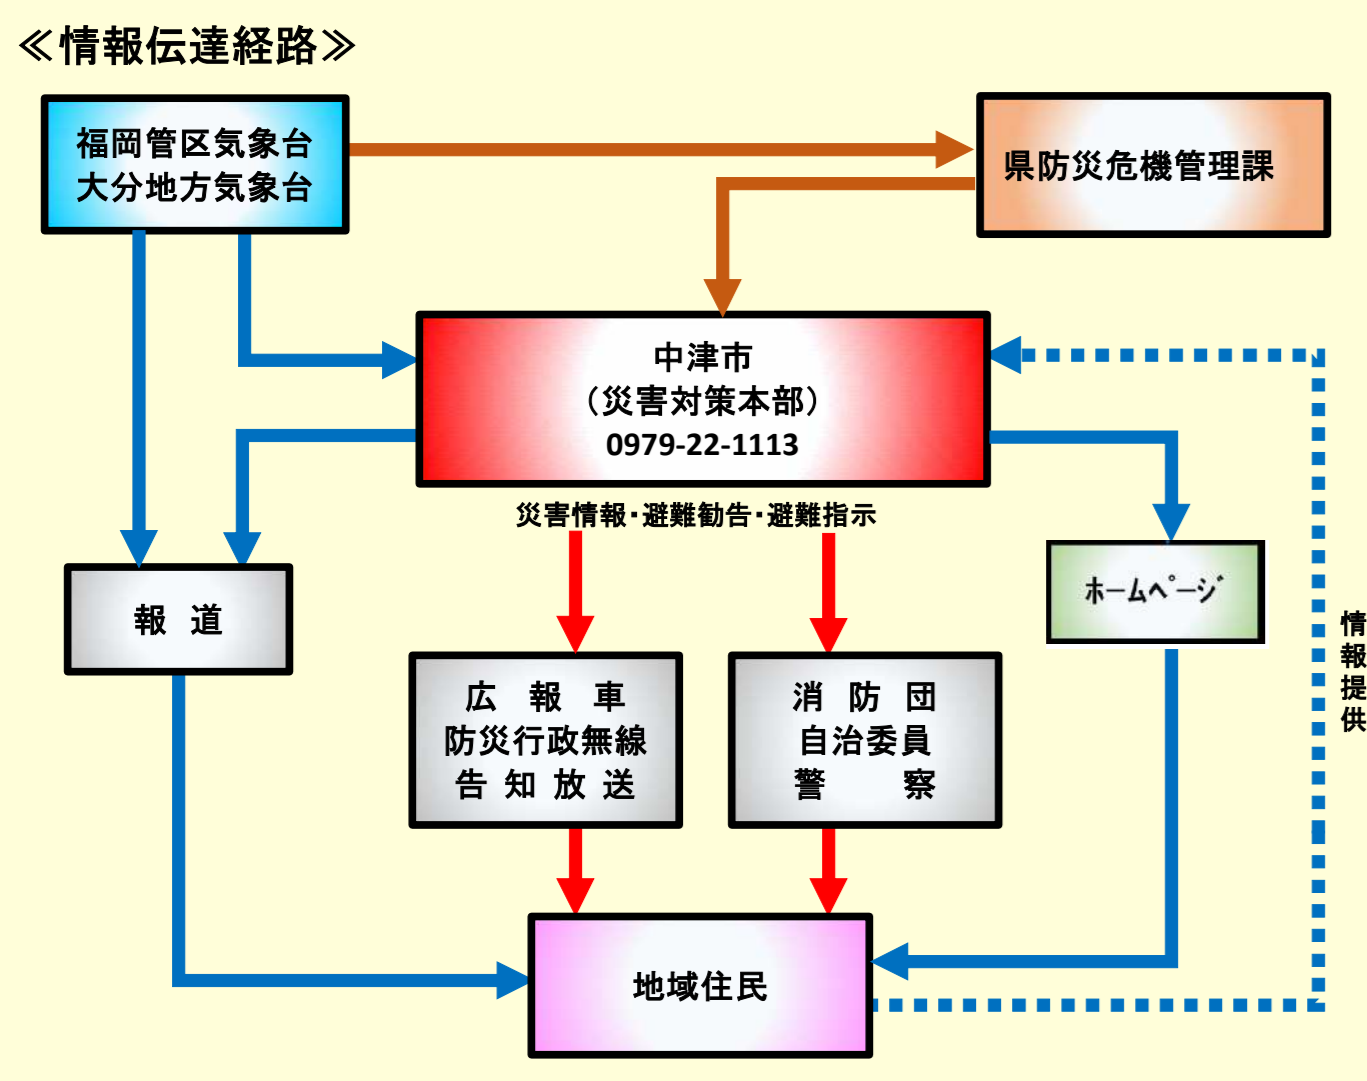 ≪情報伝達経路≫
福岡管区気象台
大分地方気象台
県防災危機管理課
中津市
（災害対策本部）
0979-22-1113
災害情報・避難勧告・避難指示
報 道
ﾎｰﾑﾍﾟｰｼﾞ
広 報 車
防災行政無線
告 知 放 送
消 防 団
自治委員
警 察
地域住民
情報提供